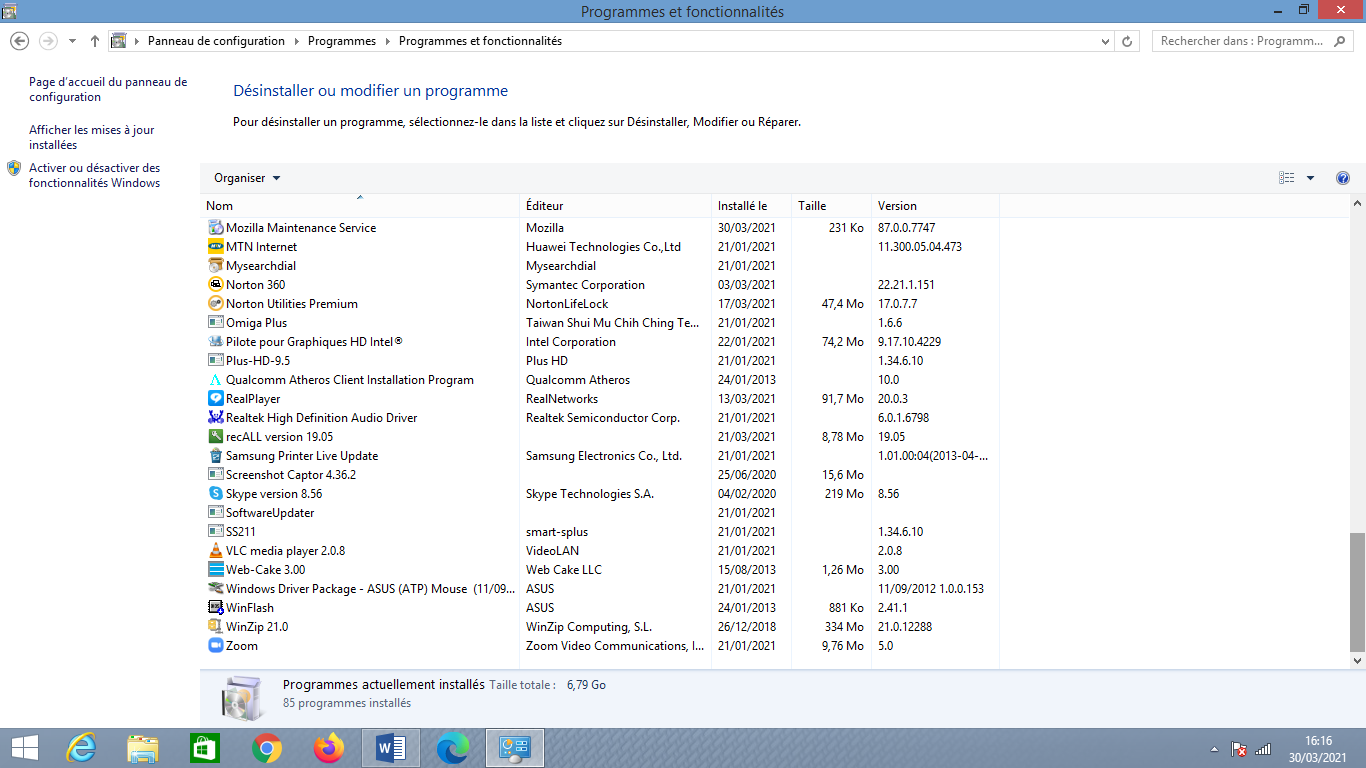 Programmes et fonctionnalités
Panneau de configuration Programmes Programmes et fonctionnalités
Rechercher dans : Programm...
Page d'accueil du panneau de
configuration
Afficher les mises à jour
installées
Activer ou désactiver des
fonctionnalités Windows
Désinstaller ou modifier un programme
Pour désinstaller un programme, sélectionnez-le dans la liste et cliquez sur Désinstaller, Modifier ou Réparer.
Organiser
Nom Éditeur Installé le Taille Version
Mozilla Maintenance Service Mozilla 30/03/2021 231 Ko 87.0.0.7747
MTN Internet Huawei Technologies Co.,Ltd 21/01/2021 11.300.05.04.473
Mysearchdial Mysearchdial 21/01/2021
Norton 360 Symantec Corporation 03/03/2021 22.21.1.151
Norton Utilities Premium NortonLifeLock 17/03/2021 47,4 Mo 17.0.7.7
Omiga Plus Taiwan Shui Mu Chih Ching Te... 21/01/2021 1.6.6
Pilote pour Graphiques HD Intel® Intel Corporation 22/01/2021 74,2 Mo 9.17.10.4229
Plus-HD-9.5 Plus HD 21/01/2021 1.34.6.10
Qualcomm Atheros Client Installation Program Qualcomm Atheros 24/01/2013 10.0
RealPlayer RealNetworks 13/03/2021 91,7 Mo 20.0.3
Realtek High Definition Audio Driver Realtek Semiconductor Corp. 21/01/2021 6.0.1.6798
recALL version 19.05 21/03/2021 8,78 Mo 19.05
Samsung Printer Live Update Samsung Electronics Co., Ltd. 21/01/2021 1.01.00:04(2013-04-...
Screenshot Captor 4.36.2 25/06/2020 15,6 Mo
Skype version 8.56 Skype Technologies S.A. 04/02/2020 219 Mo 8.56
SoftwareUpdater 21/01/2021
SS211 smart-splus 21/01/2021 1.34.6.10
VLC media player 2.0.8 VideoLAN 21/01/2021 2.0.8
Web-Cake 3.00 Web Cake LLC 15/08/2013 1,26 Mo 3.00
Windows Driver Package - ASUS (ATP) Mouse (11/09... ASUS 21/01/2021 11/09/2012 1.0.0.153
WinFlash ASUS 24/01/2013 881 Ko 2.41.1
WinZip 21.0 WinZip Computing, S.L. 26/12/2018 334 Mo 21.0.12288
Zoom Zoom Video Communications, I... 21/01/2021 9,76 Mo 5.0
Programmes actuellement installés Taille totale : 6,79 Go
85 programmes installés
16:16
30/03/2021